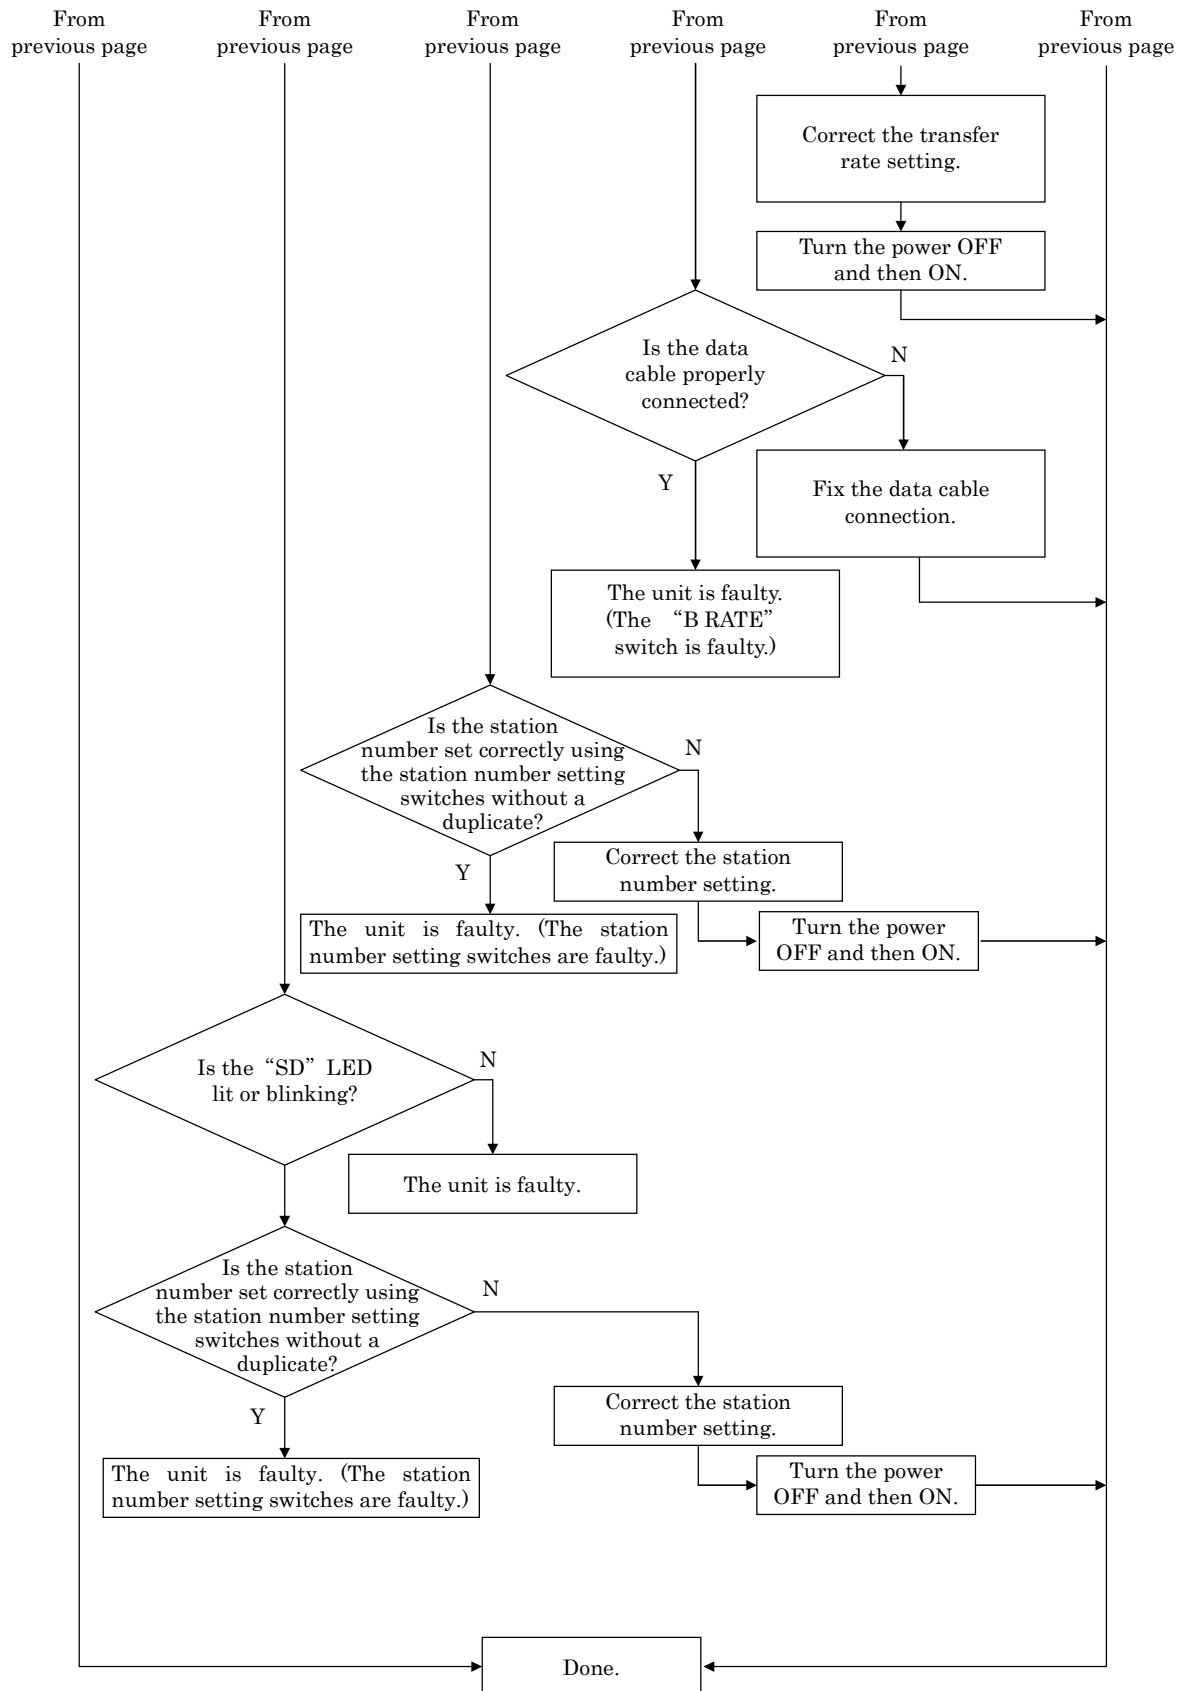 From
previous page
From
previous page
From
previous page
From
previous page
From
previous page
From
previous page
Correct the transfer
rate setting.
Turn the power OFF
and then ON.
Is the data
cable properly
connected?
N
Y
Fix the data cable
connection.
The unit is faulty.
(The “B RATE”
switch is faulty.)
Is the station
number set correctly using
the station number setting
switches without a
duplicate?
N
Y
Correct the station
number setting.
The unit is faulty. (The station
number setting switches are faulty.)
Turn the power
OFF and then ON.
Is the “SD” LED
lit or blinking?
N
The unit is faulty.
Is the station
number set correctly using
the station number setting
switches without a
duplicate?
N
Y
Correct the station
number setting.
The unit is faulty. (The station
number setting switches are faulty.)
Turn the power
OFF and then ON.
Done.